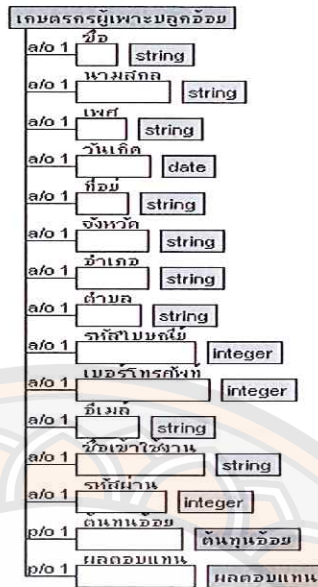 เกษตรกรผู้เพาะปลูกอ้อย
a/o 1 ชื่อ string
a/o 1 นามสกุล string
a/o 1 เพศ string
a/o 1 วันเกิด date
a/o 1 ที่อยู่ string
a/o 1 จังหวัด string
a/o 1 อำเภอ string
a/o 1 ตำบล string
a/o 1 รหัสไปษณีย์ integer
a/o 1 เบอร์โทรศัพท์ integer
a/o 1 อีเมล์ string
a/o 1 ชื่อเข้าใช้งาน string
a/o 1 รหัสผ่าน integer
p/o 1 ต้นทุนอ้อย ต้นทุนอ้อย
p/o 1 ผลตอบแทน ผลตอบแทน